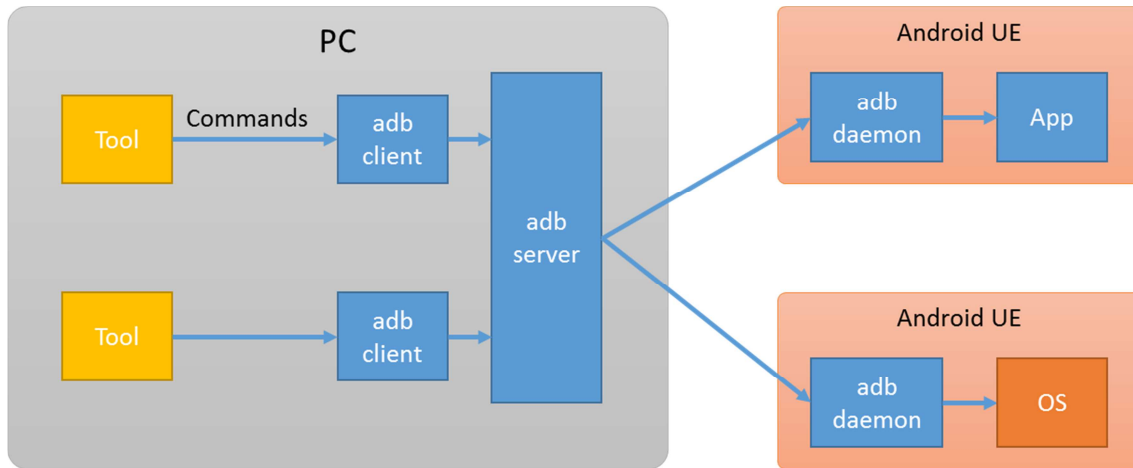 PC
Tool
Commands
adb
client
adb
server
Tool
adb
client
Android UE
adb
daemon
App
Android UE
adb
daemon
OS